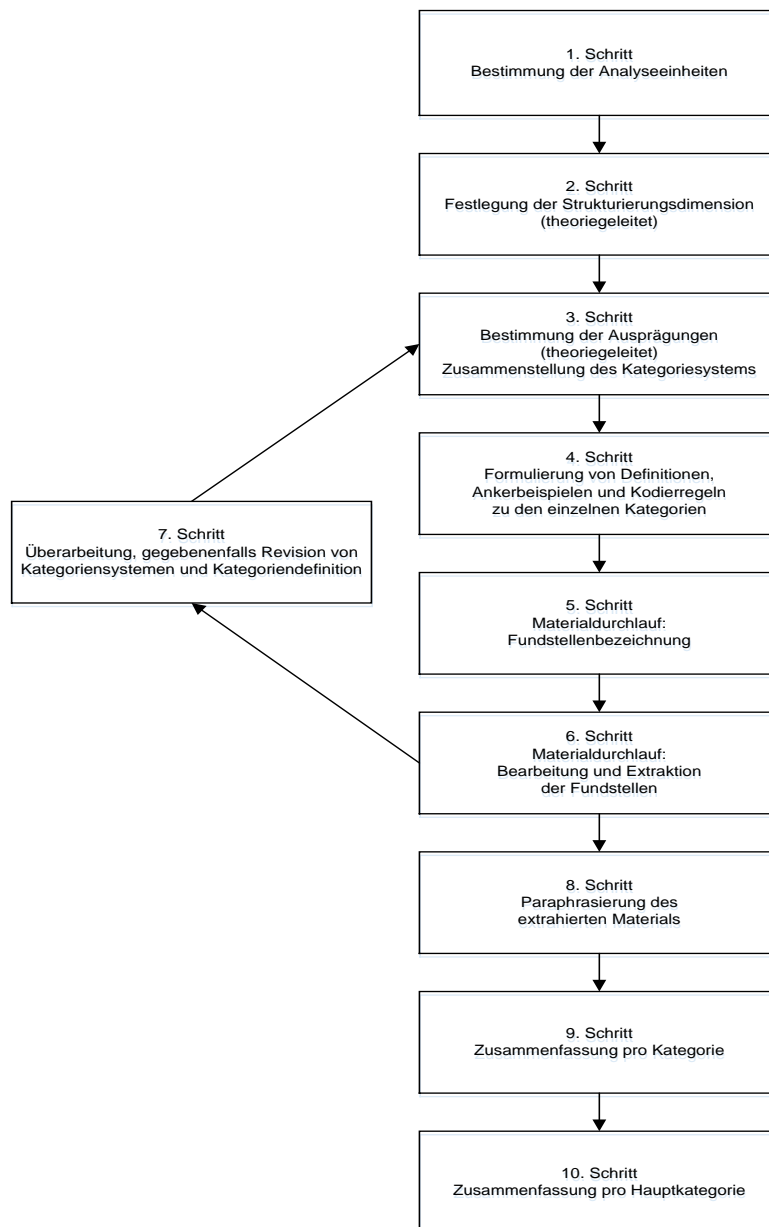 1. Schritt
Bestimmung der Analyseeinheiten
2. Schritt
Festlegung der Strukturierungsdimension
(theoriegeleitet)
3. Schritt
Bestimmung der Ausprägungen
(theoriegeleitet)
Zusammenstellung des Kategoriesystems
4. Schritt
Formulierung von Definitionen,
Ankerbeispielen und Kodierregeln
zu den einzelnen Kategorien
5. Schritt
Materialdurchlauf:
Fundstellenbezeichnung
6. Schritt
Materialdurchlauf:
Bearbeitung und Extraktion
der Fundstellen
7. Schritt
Überarbeitung, gegebenenfalls Revision von
Kategoriensystemen und Kategoriendefinition
8. Schritt
Paraphrasierung des
extrahierten Materials
9. Schritt
Zusammenfassung pro Kategorie
10. Schritt
Zusammenfassung pro Hauptkategorie